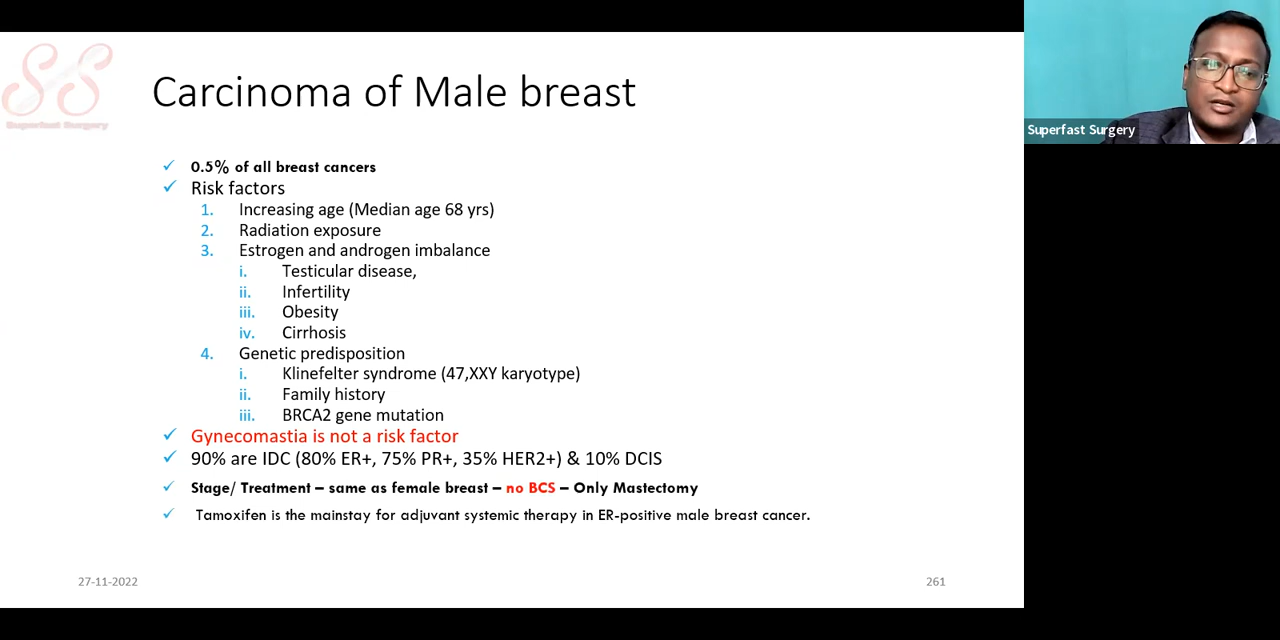 SS
Superfast Surgery
Carcinoma of Male breast
✓ 0.5% of all breast cancers
✓ Risk factors
1. Increasing age (Median age 68 yrs)
2. Radiation exposure
3. Estrogen and androgen imbalance
i. Testicular disease,
ii. Infertility
iii. Obesity
iv. Cirrhosis
4. Genetic predisposition
i. Klinefelter syndrome (47,XXY karyotype)
ii. Family history
iii. BRCA2 gene mutation
✓ Gynecomastia is not a risk factor
✓ 90% are IDC (80% ER+, 75% PR+, 35% HER2+) & 10% DCIS
✓ Stage/ Treatment – same as female breast – no BCS – Only Mastectomy
✓ Tamoxifen is the mainstay for adjuvant systemic therapy in ER-positive male breast cancer.
27-11-2022
261
Superfast Surgery